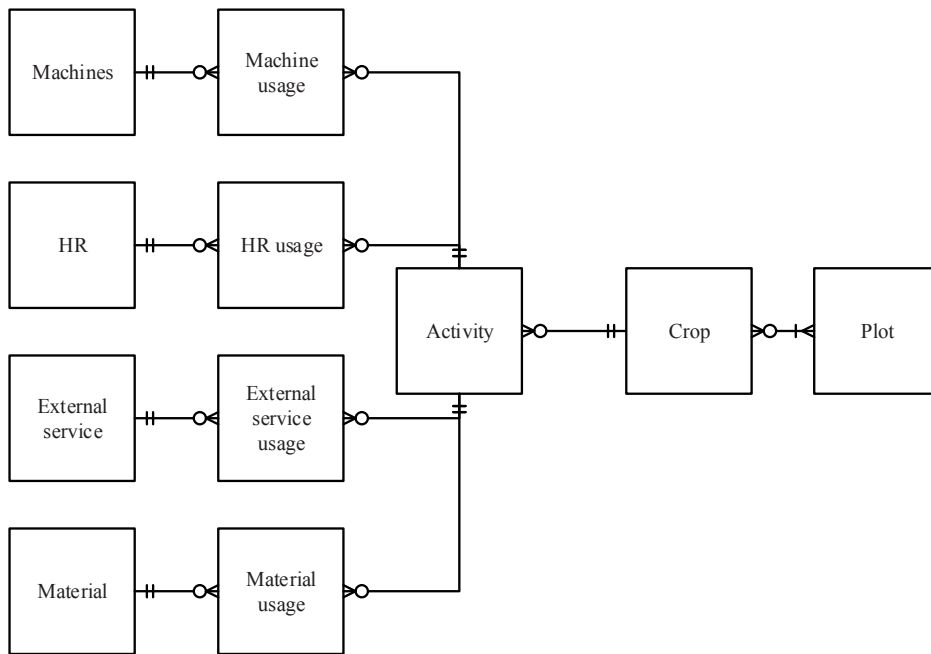 Machines
Machine
usage
HR
HR usage
Activity
Crop
Plot
External
service
External
service
usage
Material
Material
usage